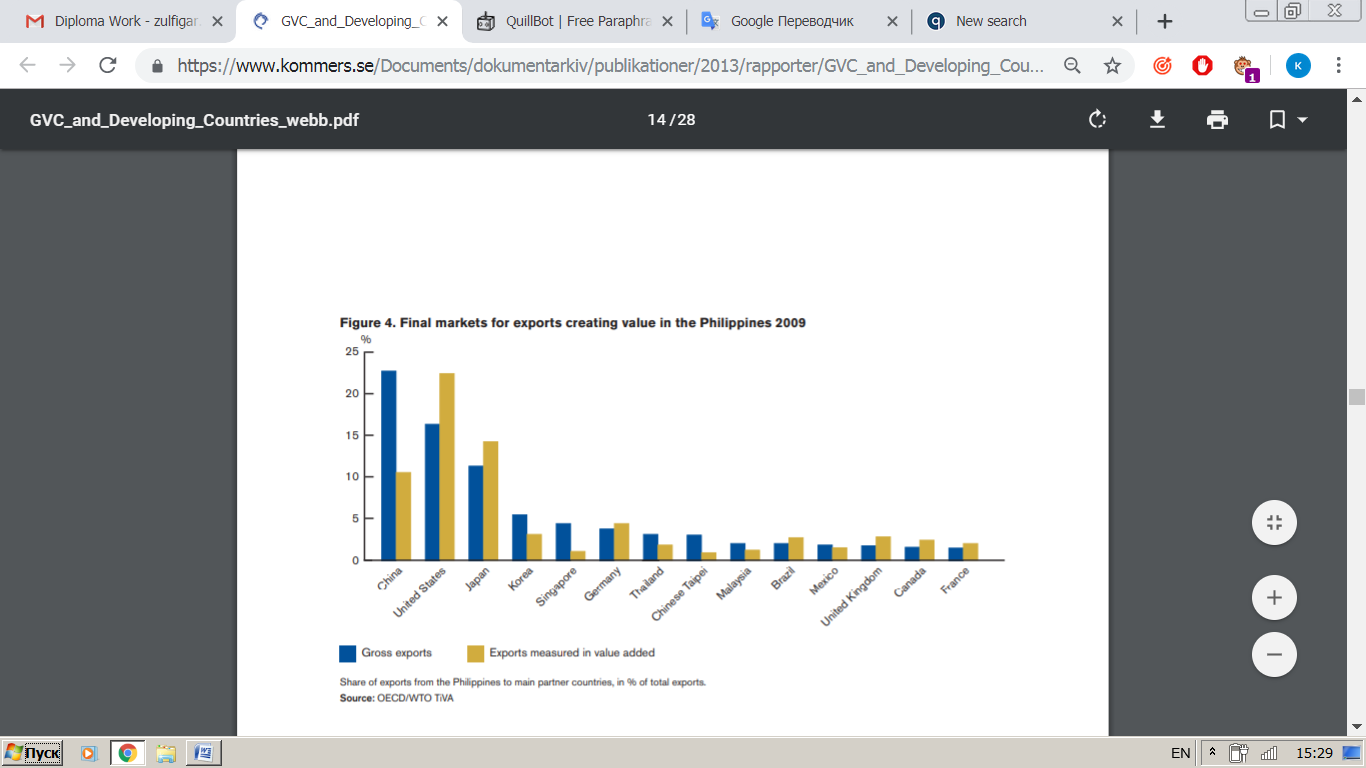 Diploma Work - zulfigar.
GVC_and_Developing_C
QuillBot | Free Paraphra
Google Переводчик
New search
https://www.kommers.se/Documents/dokumentarkiv/publikationer/2013/rapporter/GVC_and_Developing_Cou...
1
K
GVC_and_Developing_Countries_webb.pdf
14 / 28
Figure 4. Final markets for exports creating value in the Philippines 2009
%
25
20
15
10
5
0
China
United States
Japan
Korea
Singapore
Germany
Thailand
Chinese Taipei
Malaysia
Brazil
Mexico
United Kingdom
Canada
France
Gross exports
Exports measured in value added
Share of exports from the Philippines to main partner countries, in % of total exports.
Source: OECD/WTO TiVA
Пуск
EN
15:29